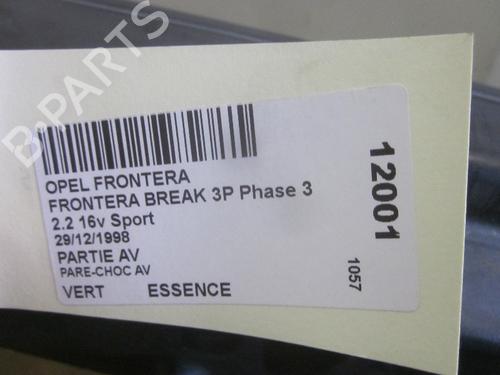 B-PARTS
OPEL FRONTERA
FRONTERA BREAK 3P Phase 3
2.2 16v Sport
29/12/1998
PARTIE AV
PARE-CHOC AV
VERT ESSENCE
12001
1057